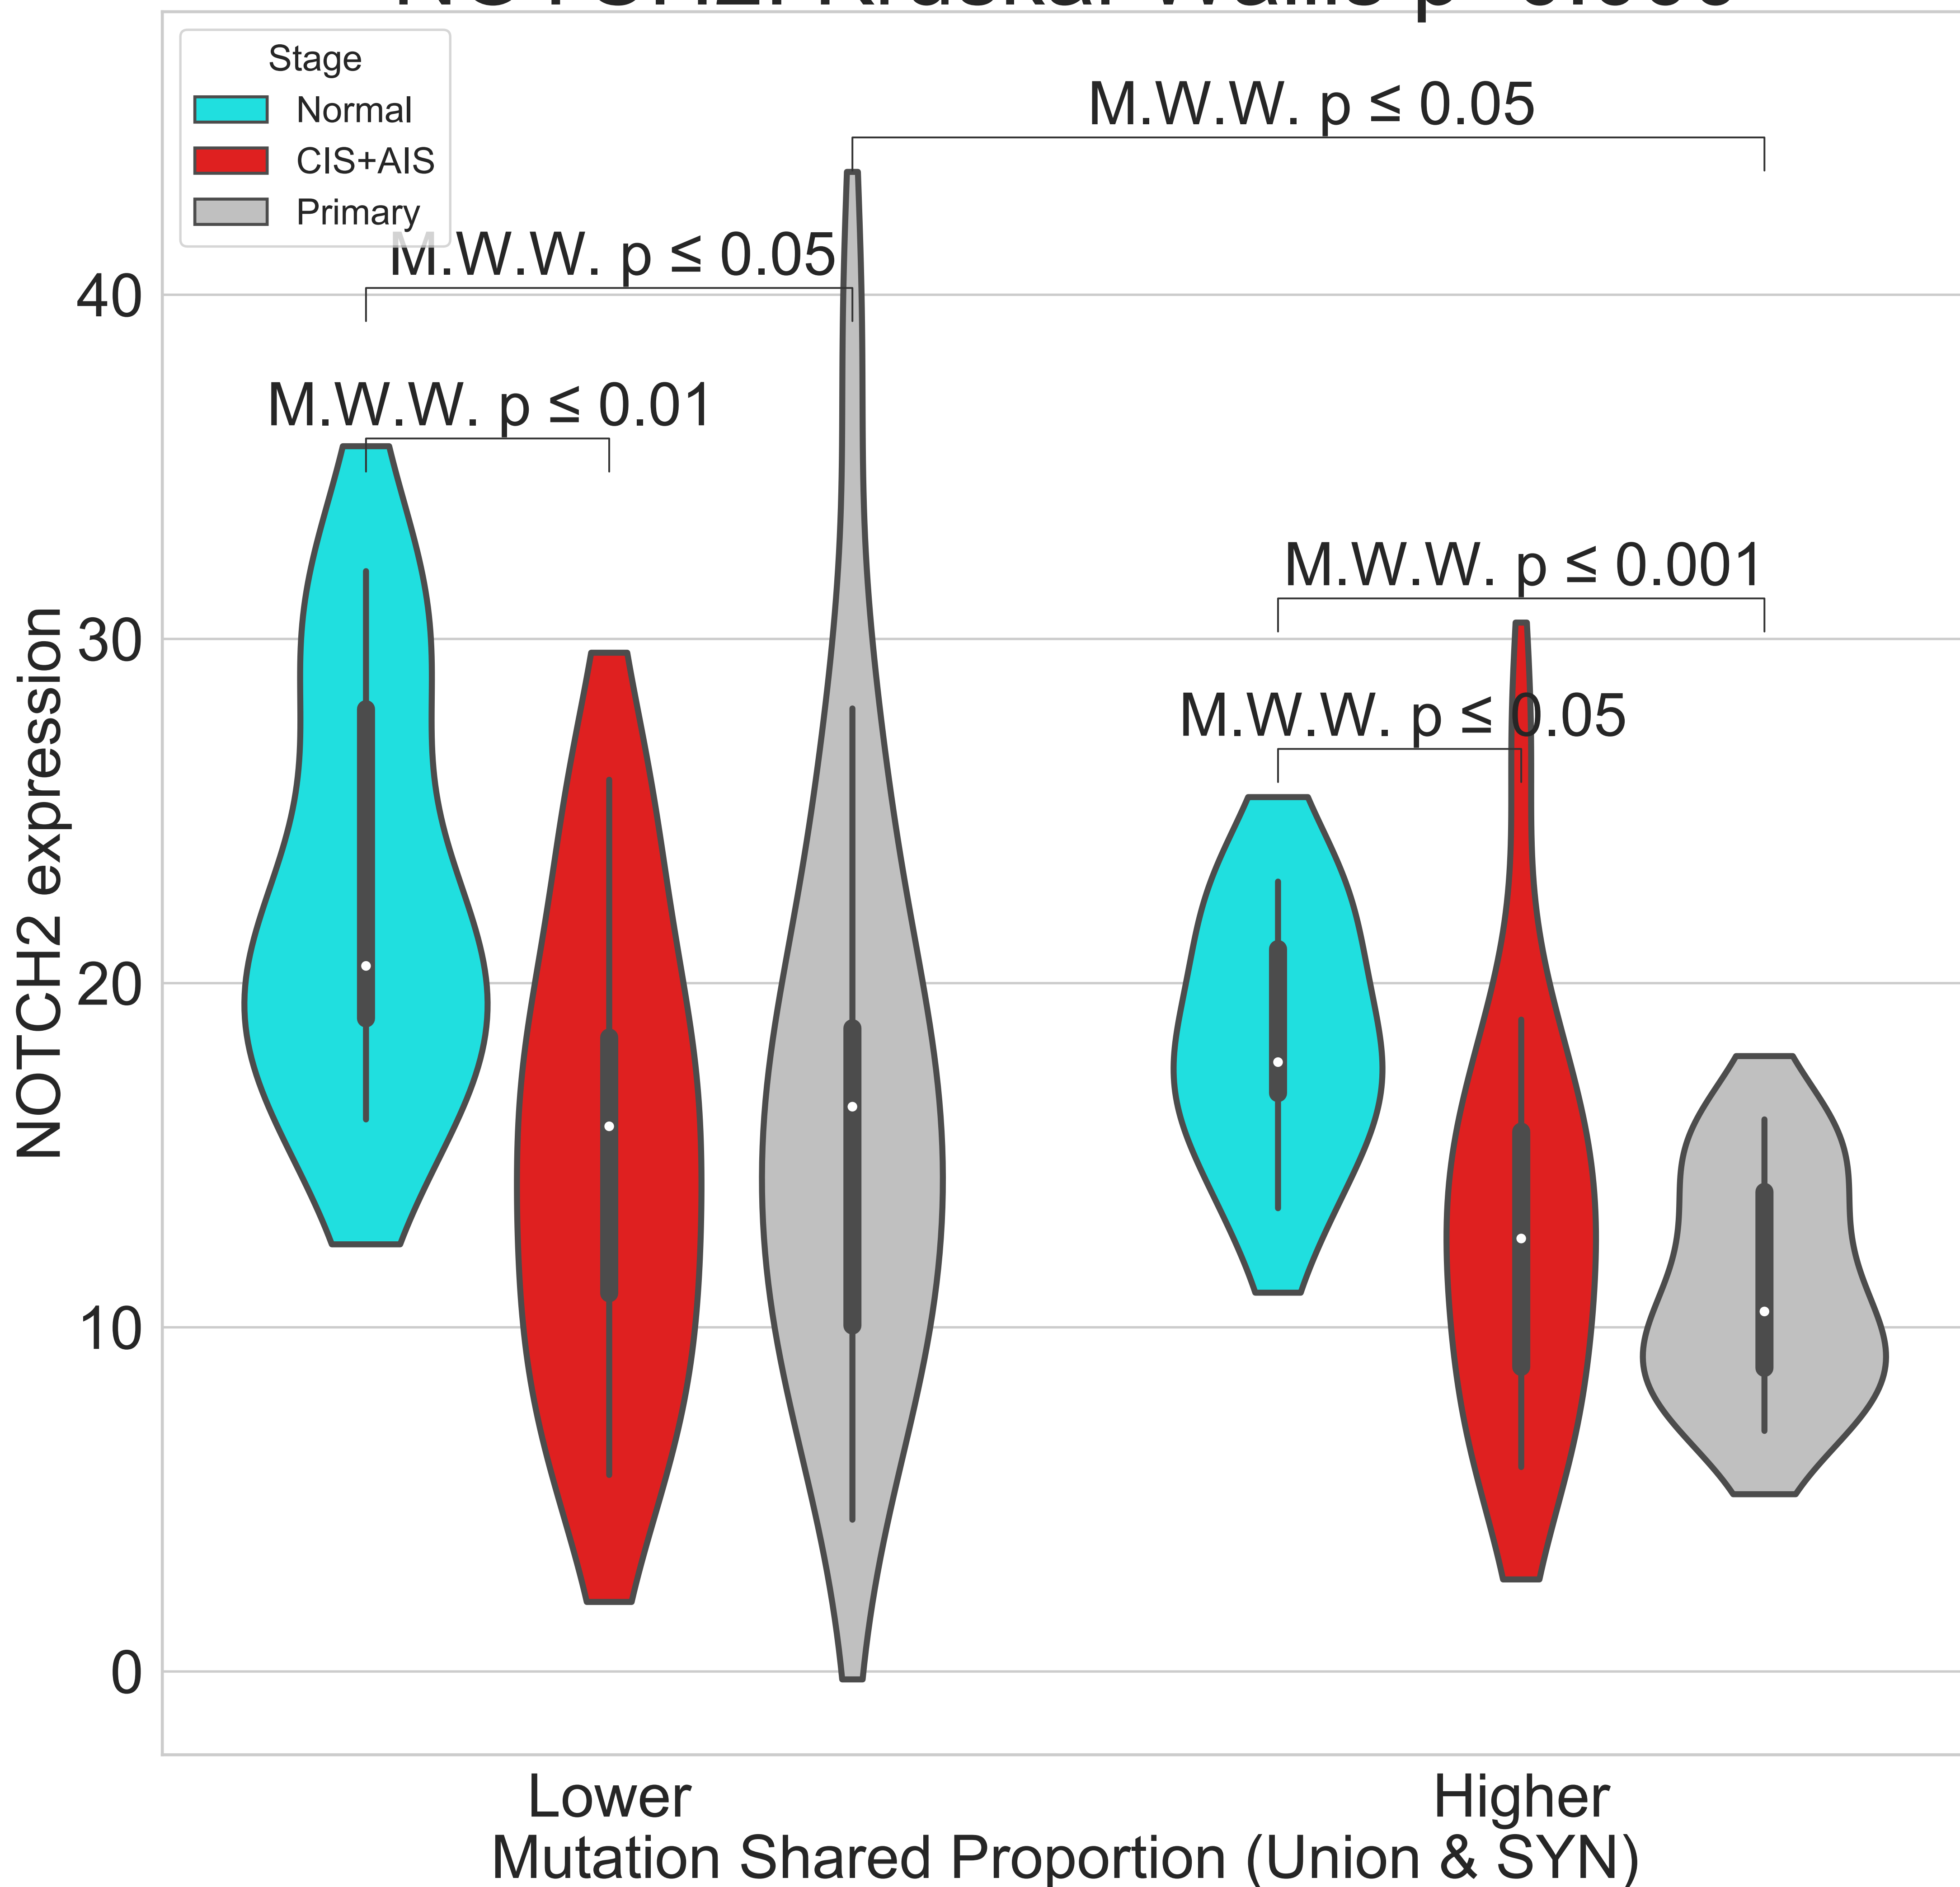 Stage
Normal
CIS+AIS
Primary
M.W.W. p ≤ 0.05
M.W.W. p ≤ 0.05
M.W.W. p ≤ 0.01
M.W.W. p ≤ 0.001
M.W.W. p ≤ 0.05
40
30
20
10
0
NOTCH2 expression
Lower
Higher
Mutation Shared Proportion (Union & SYN)